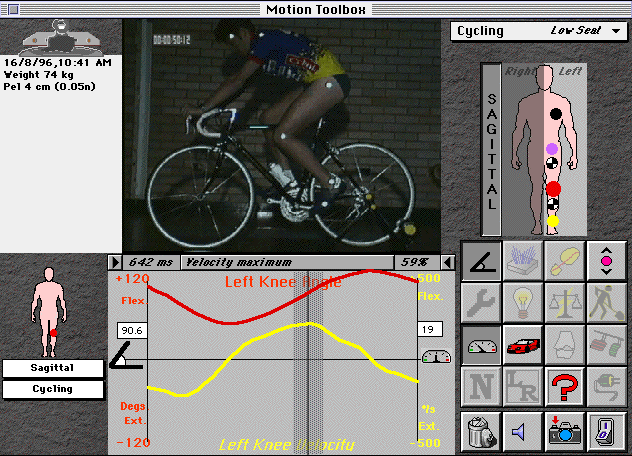 Motion Toolbox
16/8/96,10:41 AM
Weight 74 kg
Pel 4 cm (0.05n)
00:00:50:12
Cycling Low Seat
Right Left
SAGITTAL
642 ms Velocity maximum 59%
+120 Left Knee Angle +500
Flex Flex.
90.6 19
Sagittal
Cycling
Degs °/s
Ext. Ext.
-120 Left Knee Velocity -500
N LR ?